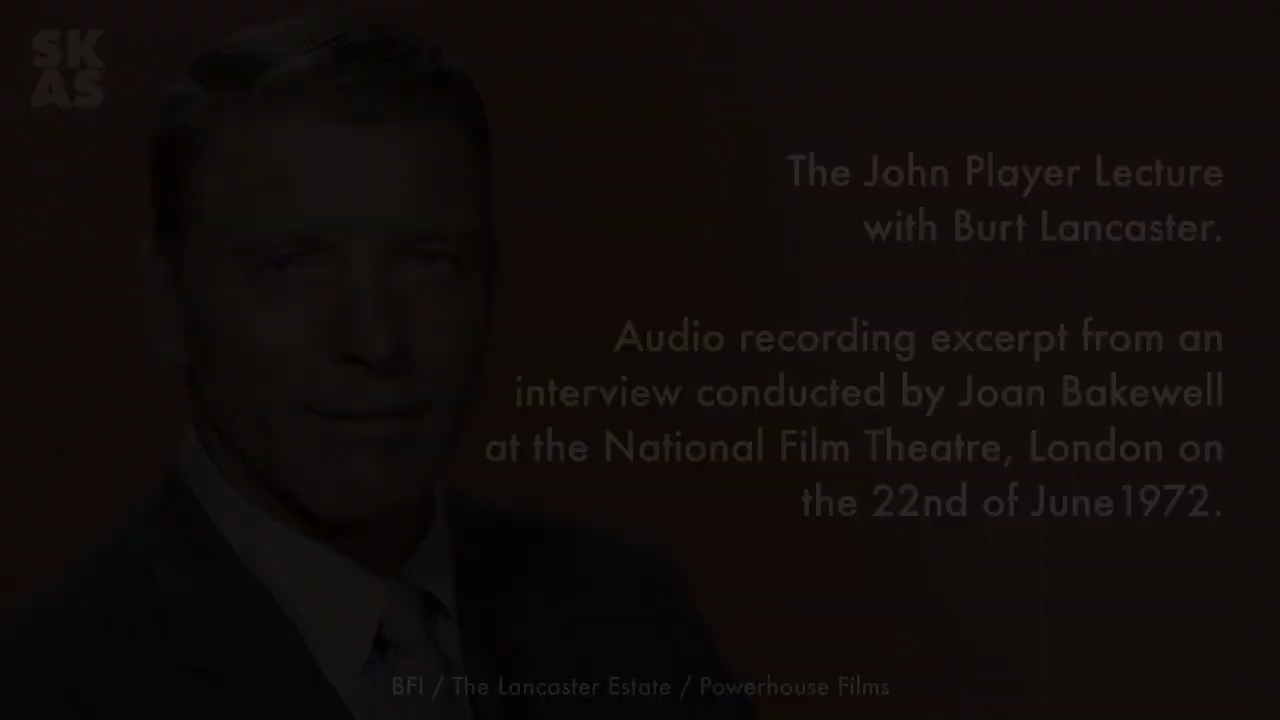 SK
AS
The John Player Lecture
with Burt Lancaster.
Audio recording excerpt from an
interview conducted by Joan Bakewell
at the National Film Theatre, London on
the 22nd of June1972.
BFI / The Lancaster Estate / Powerhouse Films